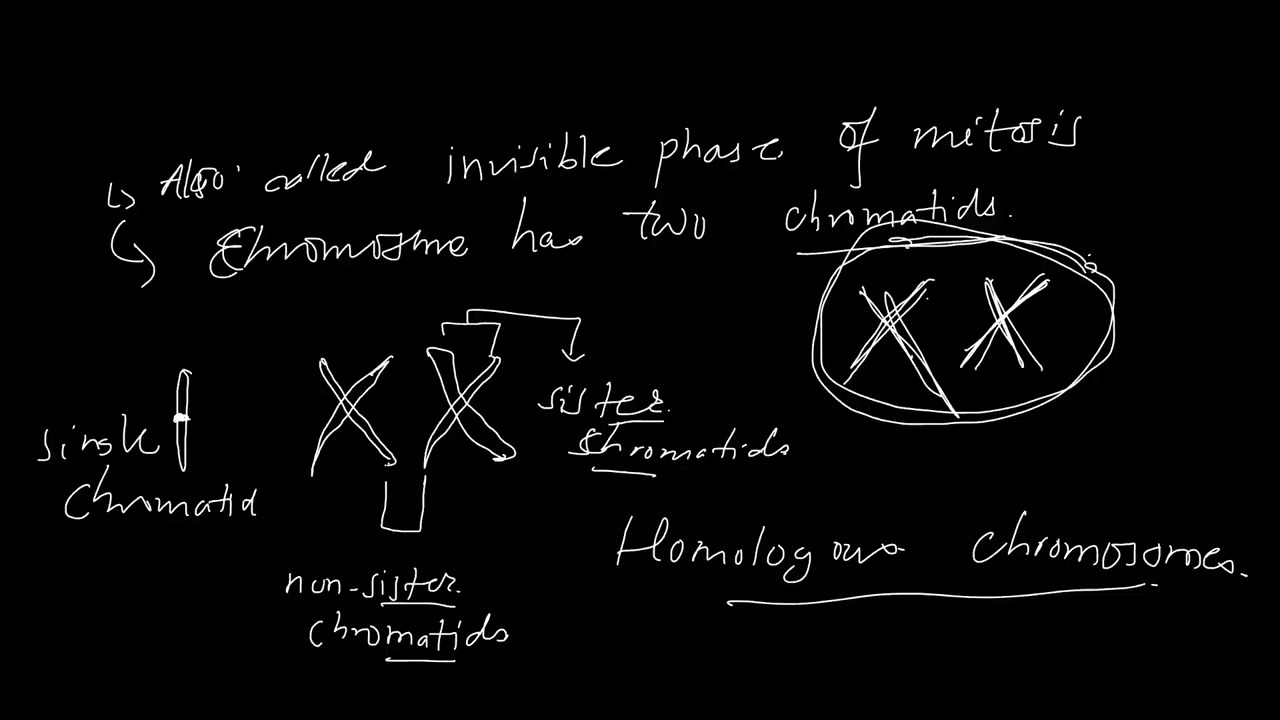 Also called invisible phase of mitosis
Chromosome has two chromatids.
sister
chromatids
single
chromatid
Homologous chromosomes.
non-sister
chromatids